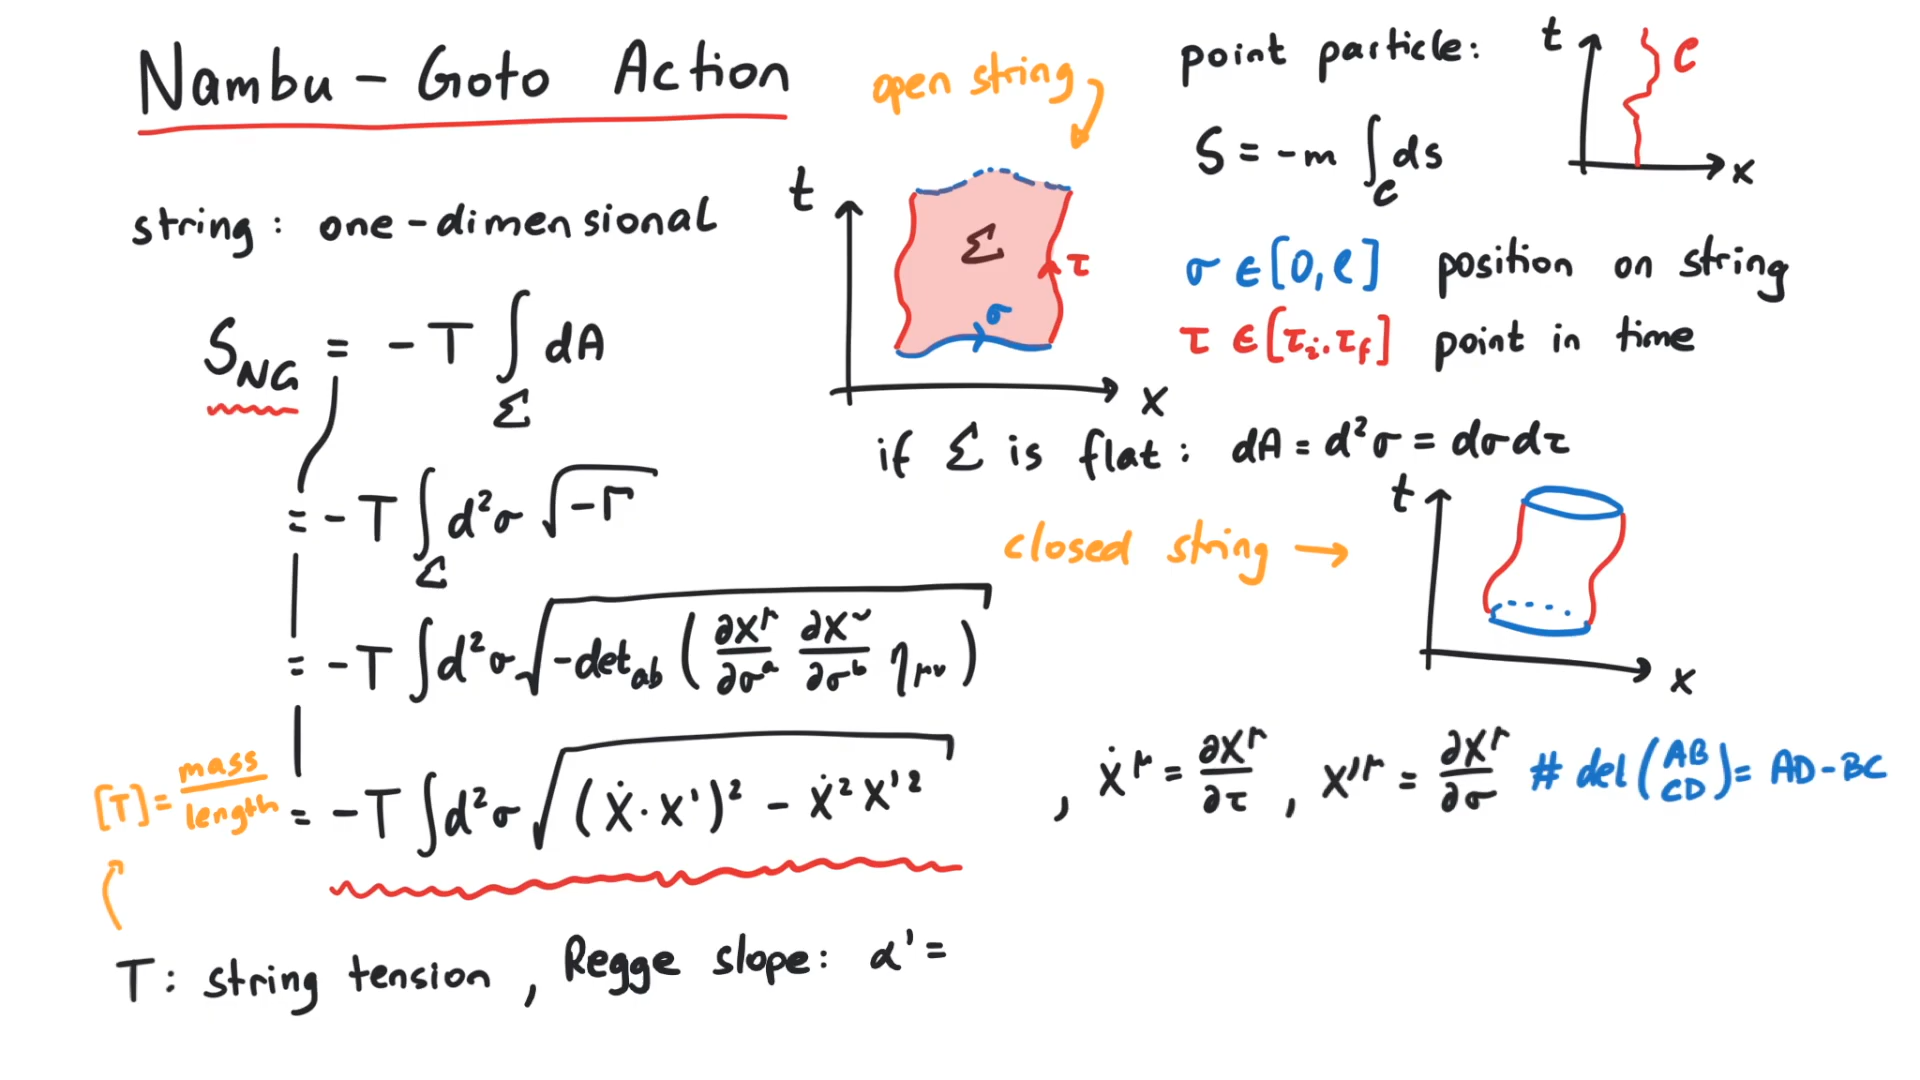 Nambu - Goto Action
string : one-dimensional
S_NG = -T ∫_Σ dA
= -T ∫_Σ d²σ √(-Γ)
= -T ∫ d²σ √(-det_ab (∂X^μ/∂σ^a ∂X^ν/∂σ^b η_μν))
= -T ∫ d²σ √((Ẋ·X')² - Ẋ² X'²) , Ẋ^μ = ∂X^μ/∂τ , X'^μ = ∂X^μ/∂σ # del (AB CD) = AD-BC
[T] = mass/length
T : string tension , Regge slope: α' =
open string
t
Σ
τ
σ
x
point particle:
S = -m ∫_C ds
t
C
x
σ ∈ [0,ℓ] position on string
τ ∈ [τ_i.τ_f] point in time
if Σ is flat : dA = d²σ = dσdτ
closed string →
t
x